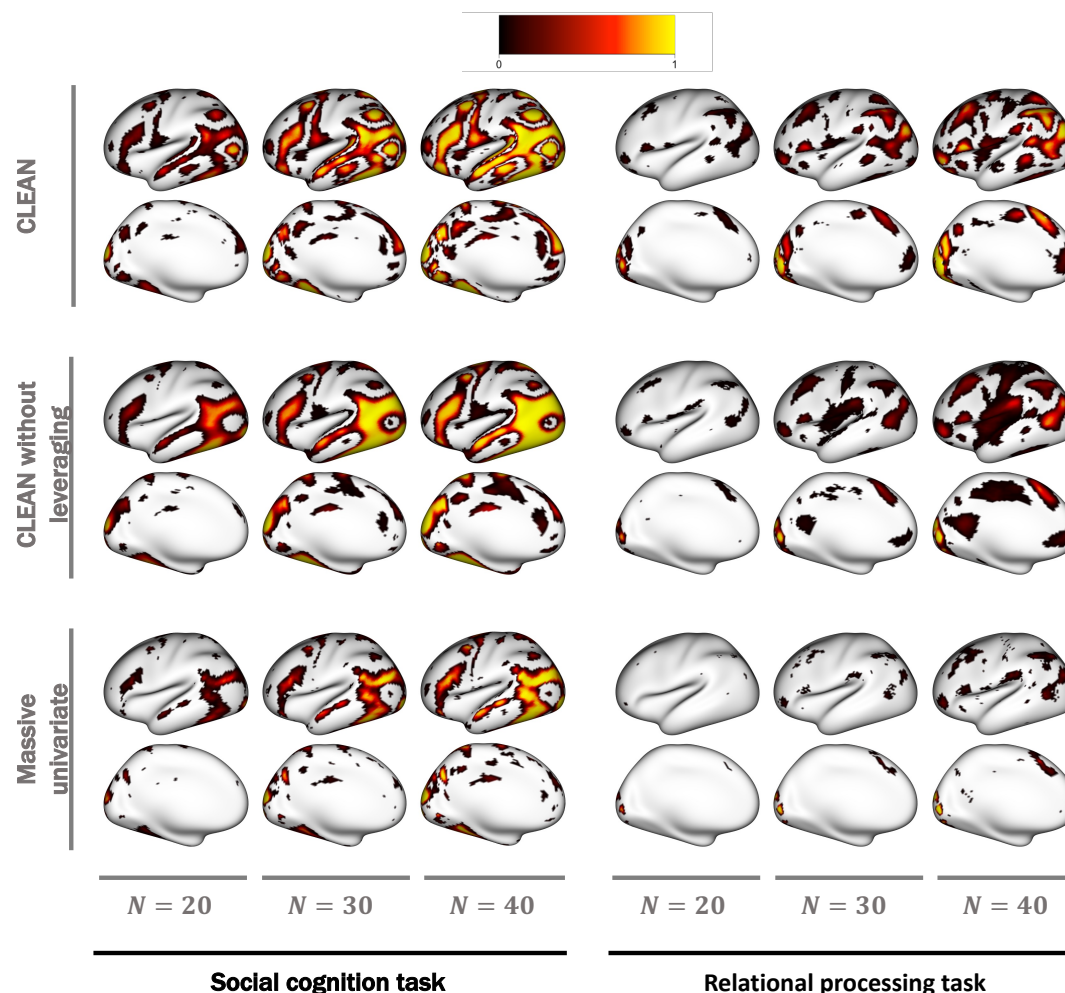 0 1
CLEAN
CLEAN without
leveraging
Massive
univariate
N = 20 N = 30 N = 40 N = 20 N = 30 N = 40
Social cognition task Relational processing task